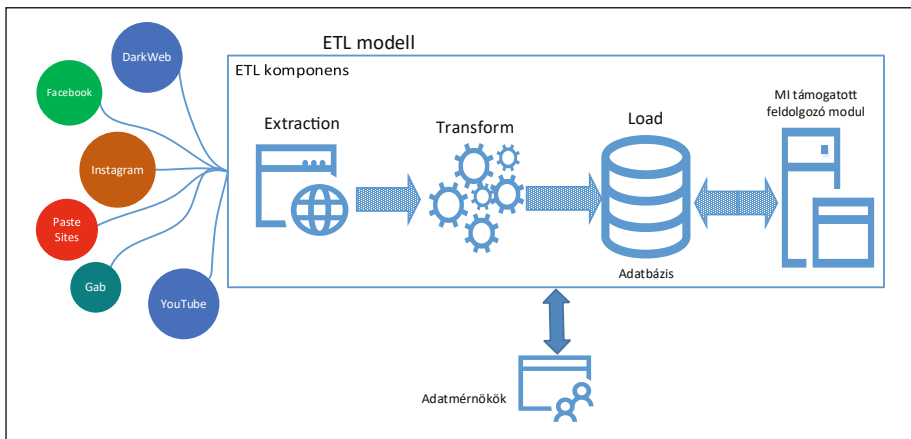 ETL modell
DarkWeb
Facebook
Instagram
Paste
Sites
Gab
YouTube
ETL komponens
Extraction
Transform
Load
Adatbázis
MI támogatott
feldolgozó modul
Adatmérnökök